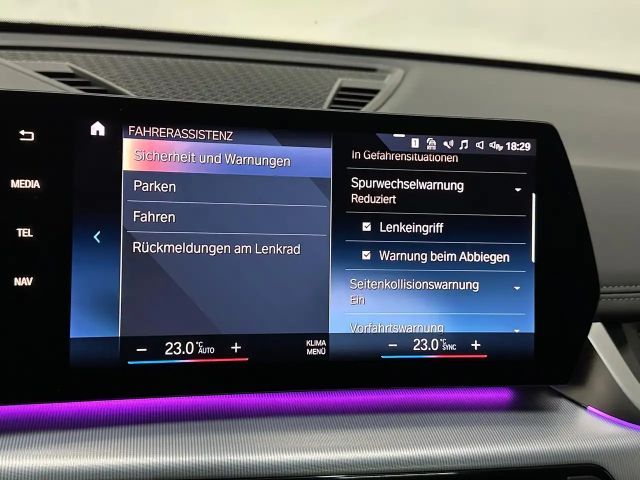 FAHRERASSISTENZ
1
18:29
Sicherheit und Warnungen
Parken
Fahren
Rückmeldungen am Lenkrad
In Gefahrensituationen
Spurwechselwarnung
Reduziert
Lenkeingriff
Warnung beim Abbiegen
Seitenkollisionswarnung
Ein
Vorfahrtswarnung
MEDIA
TEL
NAV
− 23.0 °C AUTO +
KLIMA
MENÜ
− 23.0 °C SYNC +